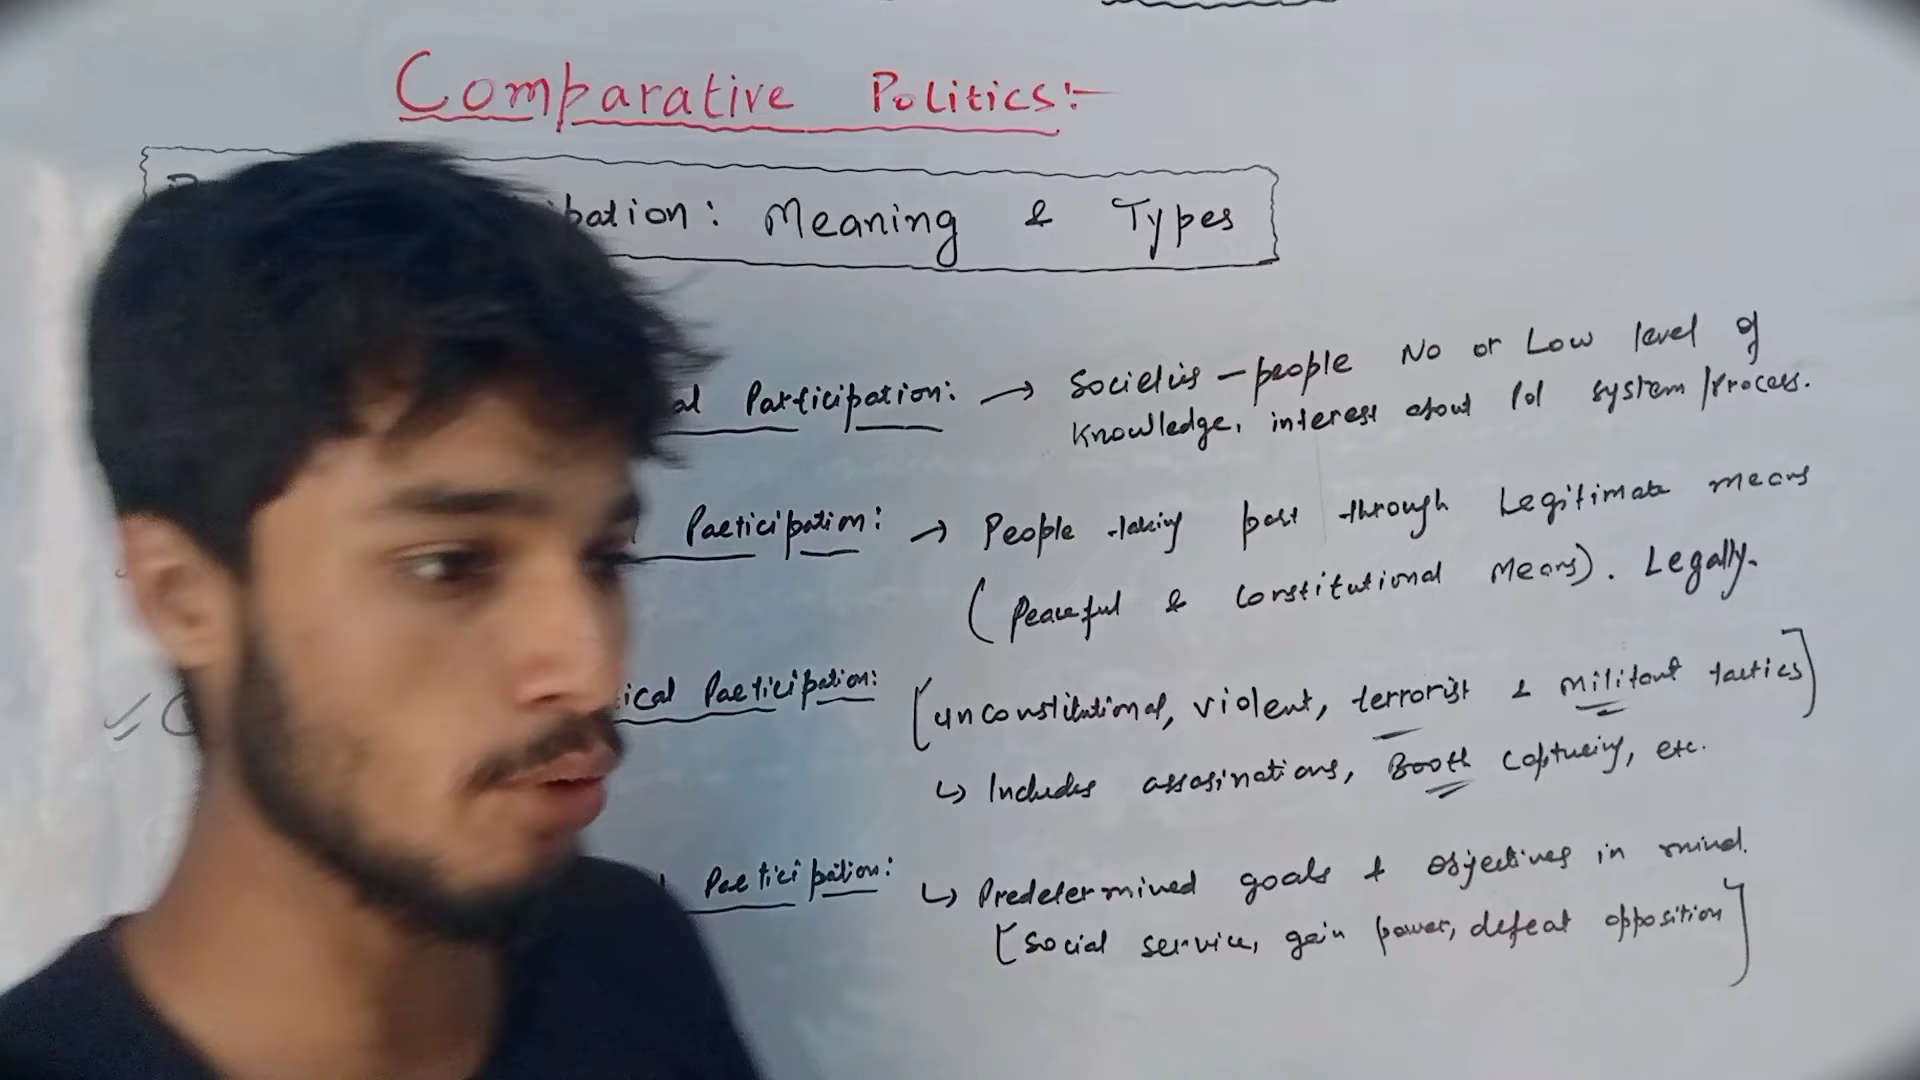 Comparative Politics:-
ipation: Meaning & Types
al Participation: → Societies - people No or Low level of
Knowledge, interest about Pol system/Process.
Participation: → People taking part through Legitimate means
(Peaceful & Constitutional Means). Legally.
ical Participation: [unconstitutional, violent, terrorist & militant tactics]
↳ Includes assasinations, Booth Capturing, etc.
Participation: ↳ Predetermined goals & objectives in mind.
[Social service, gain power, defeat opposition]